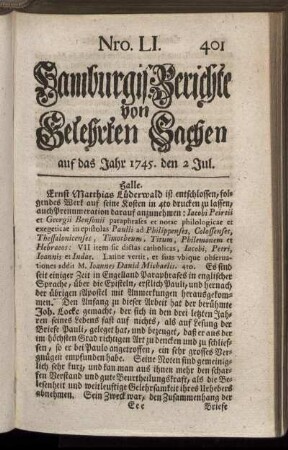 Nro. LI. 401
Hamburgis. Berichte
von
Gelehrten Sachen
auf das Jahr 1745. den 2 Jul.
Halle.
Ernst Matthias Lüderwald ist entschlossen, fol-
gendes Werk auf seine Kosten in 4to drucken zu lassen,
auch Prenumeration darauf anzunehmen: Iacobi Peircii
et Georgii Bensonii paraphrases et notae philologicae et
exegeticae in epistolas Paulli ad Philippenses, Colossenses,
Thessalonicenses, Timotheum, Titum, Philemonem et
Hebraeos: VII item sic dictas catholicas, Iacobi, Petri,
Ioannis et Iudae. Latine vertit, et suas vbique observatio-
nes addit M. Ioannes Dauid Michaelis. 4to. Es sind
seit einiger Zeit in Engelland Paraphrases in englischer
Sprache, über die Episteln, erstlich Pauli, und hernach
der übrigen Apostel mit Anmerkungen herausgekom-
men. Den Anfang zu dieser Arbeit hat der berühmte
Joh. Locke gemacht, der sich in den drei letzten Jah-
ren seines Lebens fast auf nichts, als auf Lesung der
Briefe Pauli, geleget hat, und bezeuget, daß er aus der
im höchsten Grad richtigen Art zu dencken und zu schlies-
sen, so er bei Paulo angetroffen, ein sehr grosses Ver-
gnügen empfunden habe. Seine Noten sind gemeinig-
lich sehr kurz, und kan man aus ihnen mehr den schar-
fen Verstand und gute Beurtheilungskraft, als die Be-
lesenheit und weitleuftige Gelehrsamkeit ihres Urhebers
abnehmen. Sein Zweck war, den Zusammenhang der
Eee Briefe